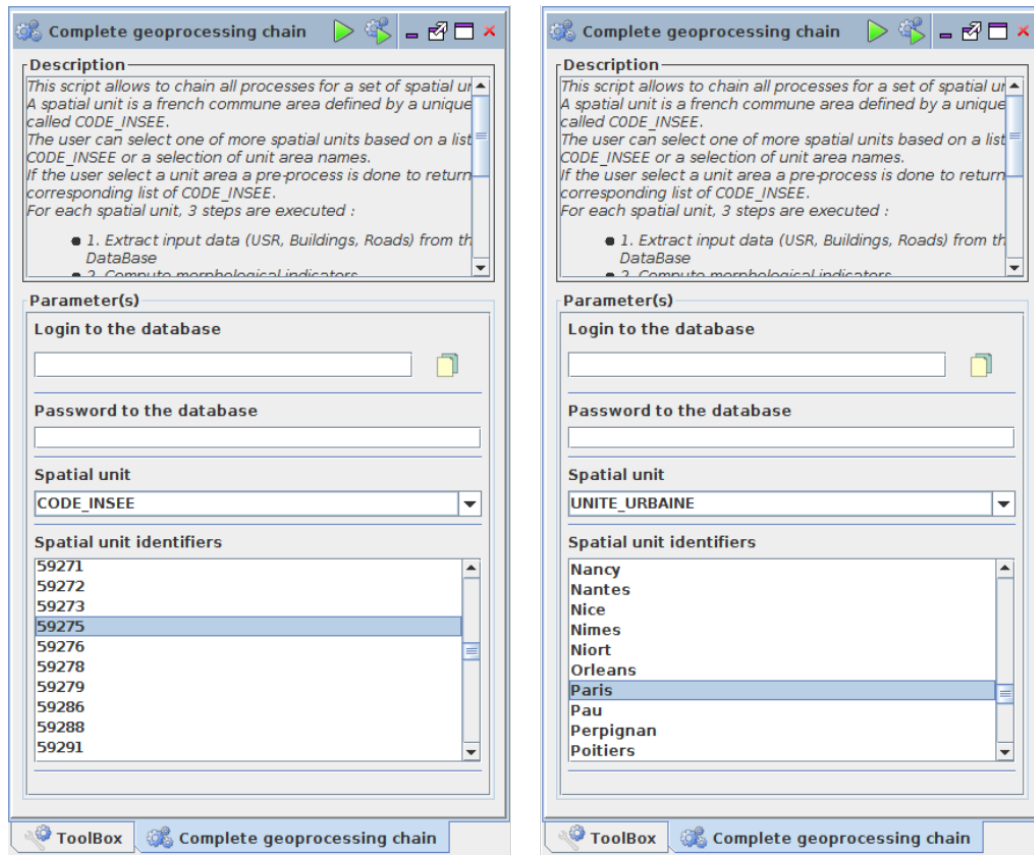 Complete geoprocessing chain
Description
This script allows to chain all processes for a set of spatial
A spatial unit is a french commune area defined by a unique
called CODE_INSEE.
The user can select one of more spatial units based on a list
CODE_INSEE or a selection of unit area names.
If the user select a unit area a pre-process is done to return
corresponding list of CODE_INSEE.
For each spatial unit, 3 steps are executed :
● 1. Extract input data (USR, Buildings, Roads) from
DataBase
● 2. Compute morphological indicators
Parameter(s)
Login to the database
Password to the database
Spatial unit
CODE_INSEE
Spatial unit identifiers
59271
59272
59273
59275
59276
59278
59279
59286
59288
59291
ToolBox
Complete geoprocessing chain
Complete geoprocessing chain
Description
This script allows to chain all processes for a set of spatial
A spatial unit is a french commune area defined by a unique
called CODE_INSEE.
The user can select one of more spatial units based on a list
CODE_INSEE or a selection of unit area names.
If the user select a unit area a pre-process is done to return
corresponding list of CODE_INSEE.
For each spatial unit, 3 steps are executed :
● 1. Extract input data (USR, Buildings, Roads) from
DataBase
● 2. Compute morphological indicators
Parameter(s)
Login to the database
Password to the database
Spatial unit
UNITE_URBAINE
Spatial unit identifiers
Nancy
Nantes
Nice
Nimes
Niort
Orleans
Paris
Pau
Perpignan
Poitiers
ToolBox
Complete geoprocessing chain